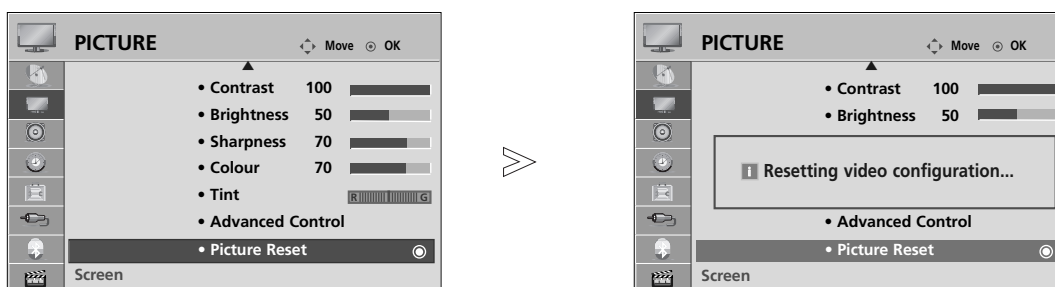 PICTURE Move OK
• Contrast 100
• Brightness 50
• Sharpness 70
• Colour 70
• Tint R G
• Advanced Control
• Picture Reset
Screen
PICTURE Move OK
• Contrast 100
• Brightness 50
i Resetting video configuration...
• Advanced Control
• Picture Reset
Screen